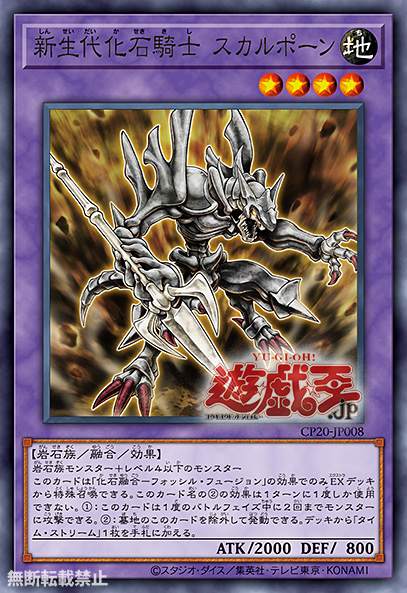 新生代化石騎士 スカルポーン 地
YU-GI-OH!
遊戯王.jp
CP20-JP008
【岩石族／融合／効果】
岩石族モンスター＋レベル４以下のモンスター
このカードは「化石融合－フォッシル・フュージョン」の効果でのみEXデッキ
から特殊召喚できる。このカード名の②の効果は１ターンに１度しか使用
できない。①：このカードは１度のバトルフェイズ中に２回までモンスター
に攻撃できる。②：墓地のこのカードを除外して発動できる。デッキから「タイ
ム・ストリーム」１枚を手札に加える。
ATK/2000 DEF/ 800
無断転載禁止
©スタジオ・ダイス／集英社・テレビ東京・KONAMI